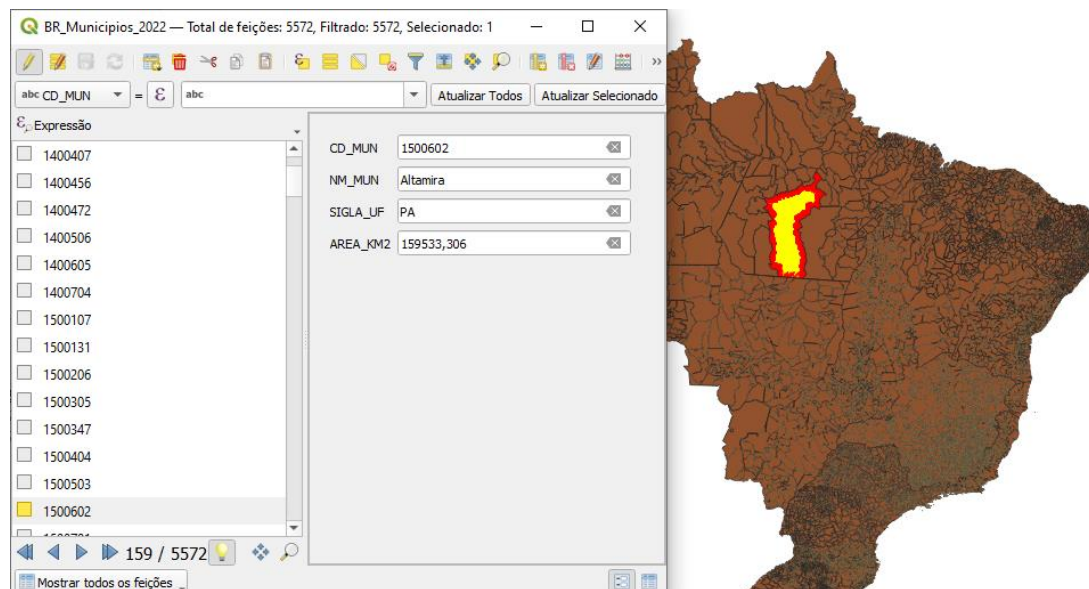 BR_Municipios_2022 — Total de feições: 5572, Filtrado: 5572, Selecionado: 1
abc CD_MUN = ε abc Atualizar Todos Atualizar Selecionado
Expressão
1400407
1400456
1400472
1400506
1400605
1400704
1500107
1500131
1500206
1500305
1500347
1500404
1500503
1500602
CD_MUN 1500602
NM_MUN Altamira
SIGLA_UF PA
AREA_KM2 159533,306
159 / 5572
Mostrar todos os feições